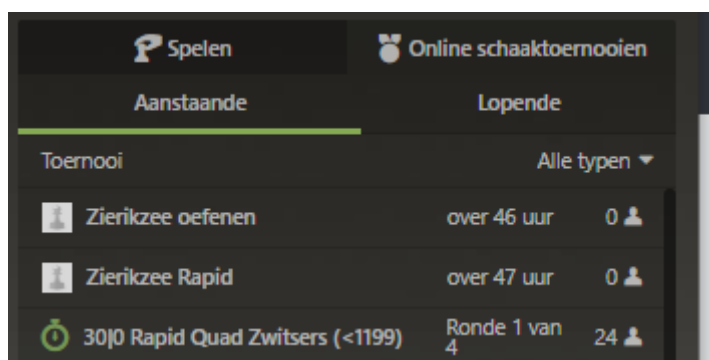 Spelen Online schaaktoernooien
Aanstaande Lopende
Toernooi Alle typen
Zierikzee oefenen over 46 uur 0
Zierikzee Rapid over 47 uur 0
30|0 Rapid Quad Zwitsers (<1199) Ronde 1 van 24
4